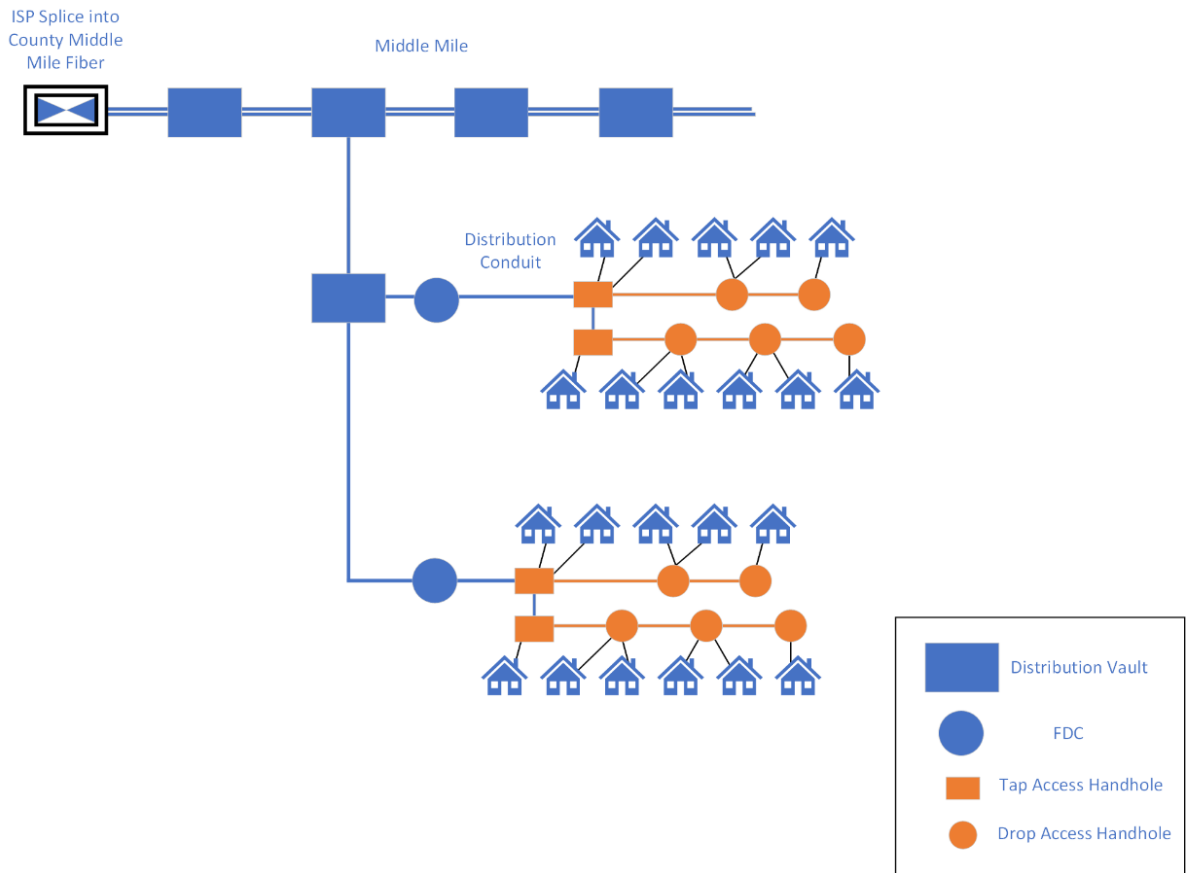 ISP Splice into
County Middle
Mile Fiber
Middle Mile
Distribution
Conduit
Distribution Vault
FDC
Tap Access Handhole
Drop Access Handhole